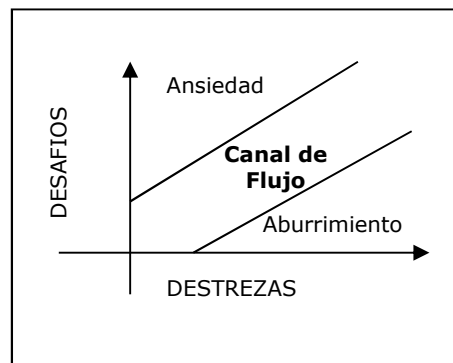 Ansiedad
DESAFIOS
Canal de
Flujo
Aburrimiento
DESTREZAS